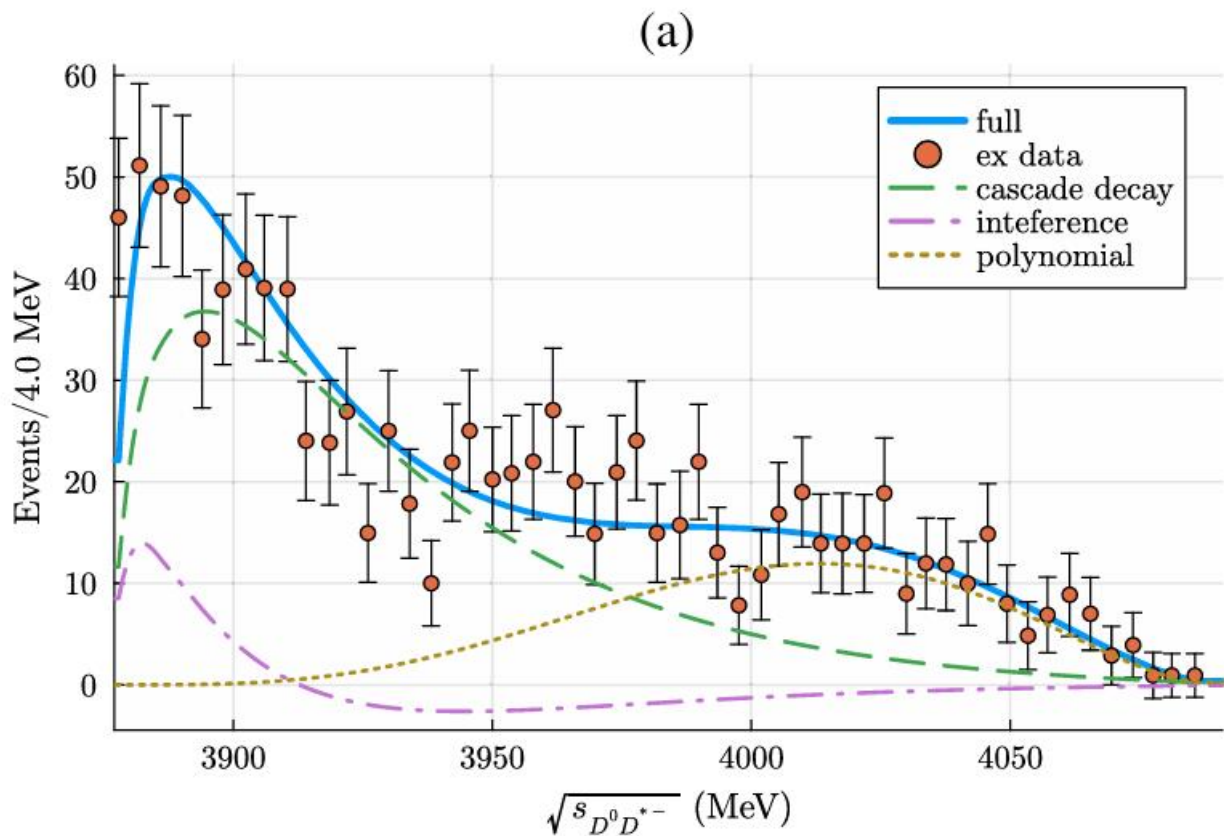 (a)
60
50
40
30
20
10
0
Events/4.0 MeV
full
ex data
cascade decay
inteference
polynomial
3900 3950 4000 4050
√s_{D⁰D*⁻} (MeV)